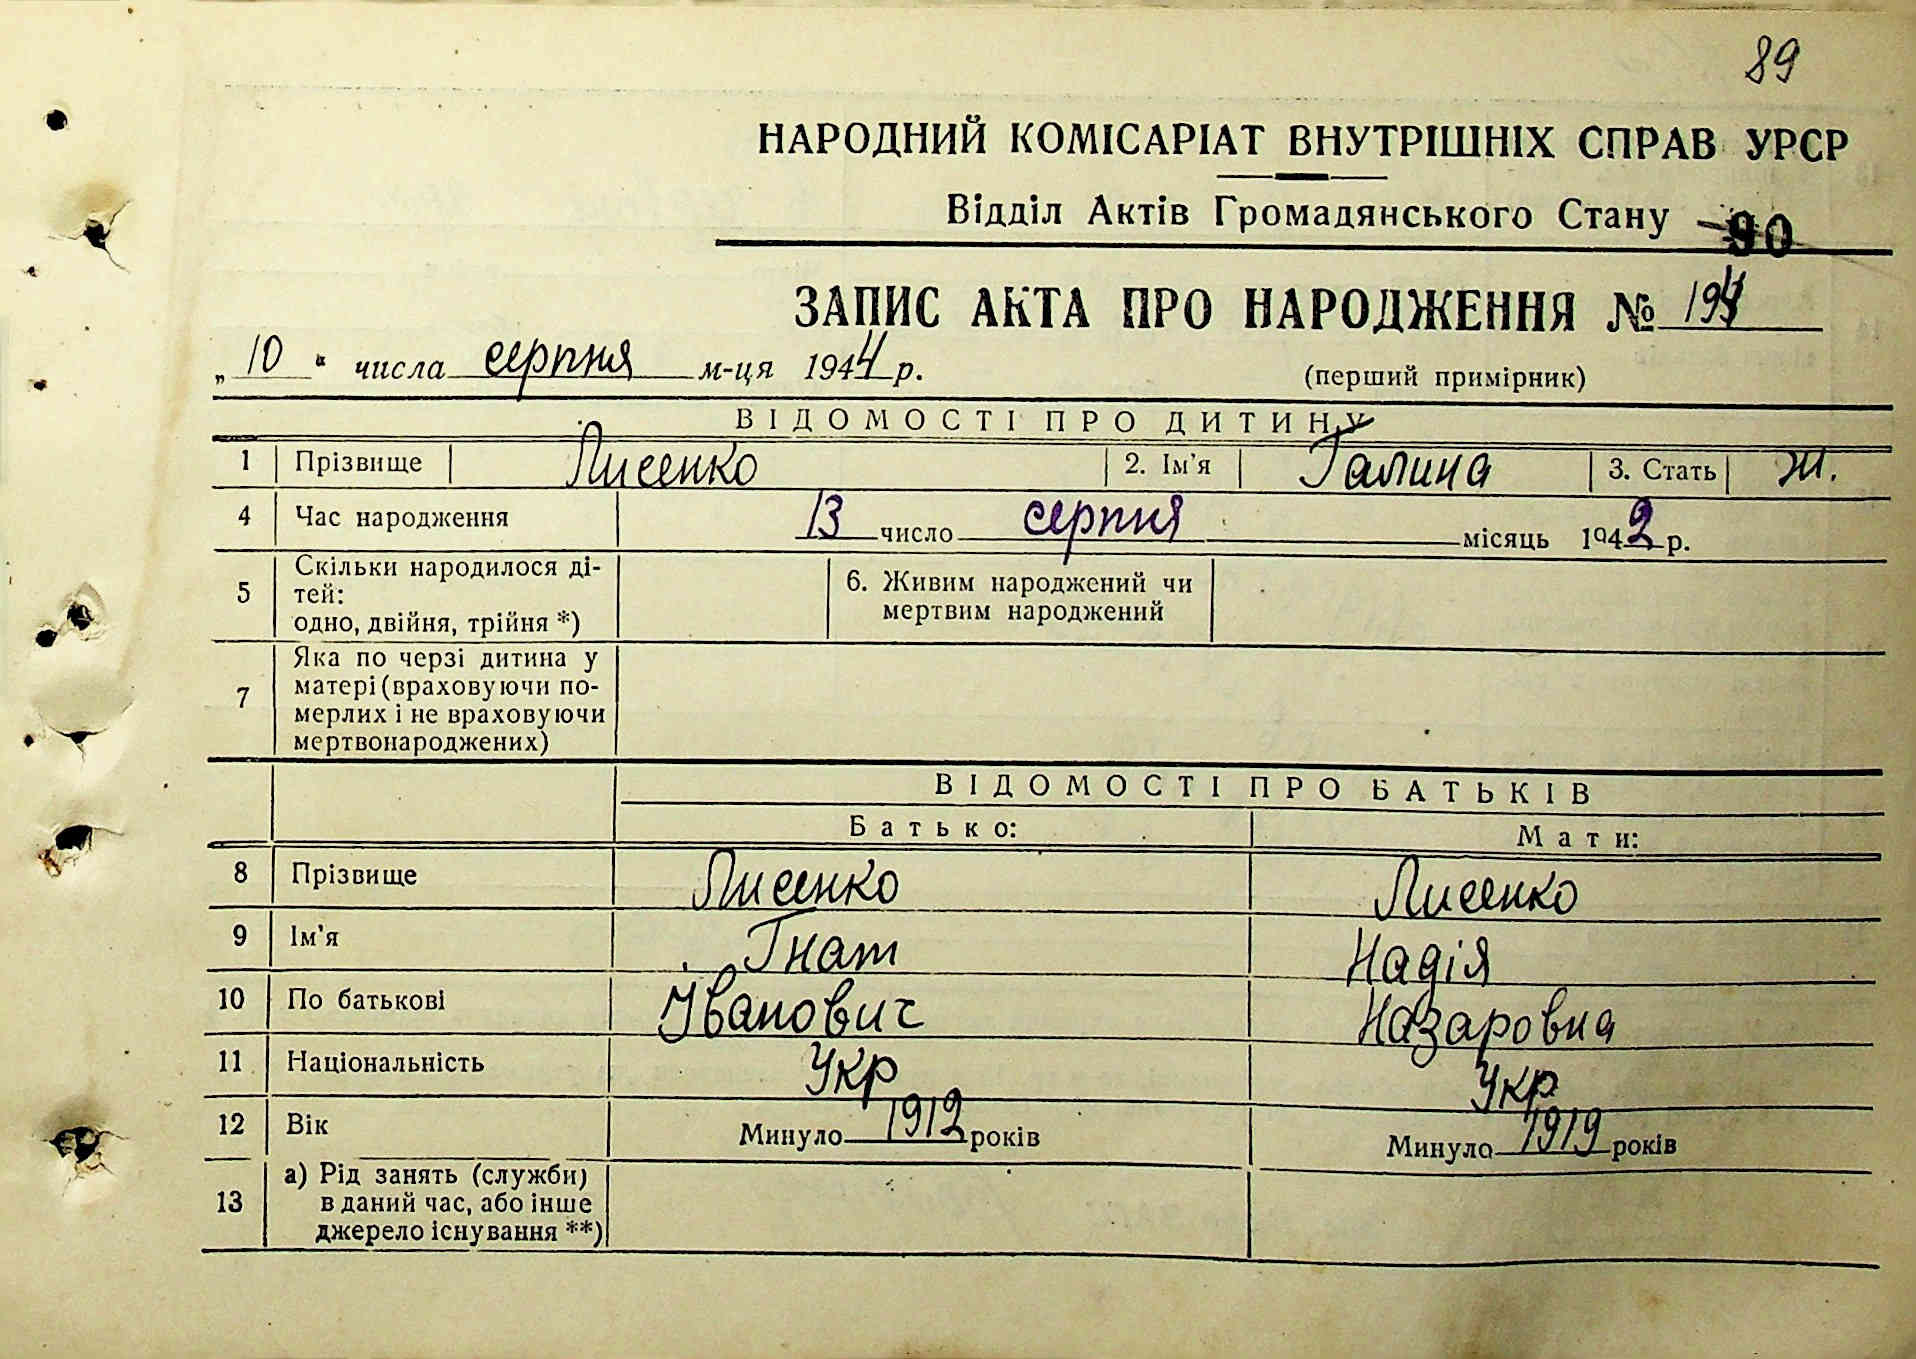 89
НАРОДНИЙ КОМІСАРІАТ ВНУТРІШНІХ СПРАВ УРСР
Відділ Актів Громадянського Стану
90
ЗАПИС АКТА ПРО НАРОДЖЕННЯ №
„10“ числа серпня м-ця 1944 р.
(перший примірник)
ВІДОМОСТІ ПРО ДИТИНУ
1 Прізвище Лисенко 2. Ім'я Галина 3. Стать Ж.
4 Час народження 13 число серпня місяць 1942 р.
5 Скільки народилося ді-
тей:
одно, двійня, трійня *)
6. Живим народжений чи
мертвим народжений
7 Яка по черзі дитина у
матері (враховуючи по-
мерлих і не враховуючи
мертвонароджених)
ВІДОМОСТІ ПРО БАТЬКІВ
Батько: Мати:
8 Прізвище Лисенко Лисенко
9 Ім'я Гнат Надія
10 По батькові Іванович Назаровна
11 Національність Укр Укр
12 Вік Минуло 1912 років Минуло 1919 років
13 а) Рід занять (служби)
в даний час, або інше
джерело існування **)